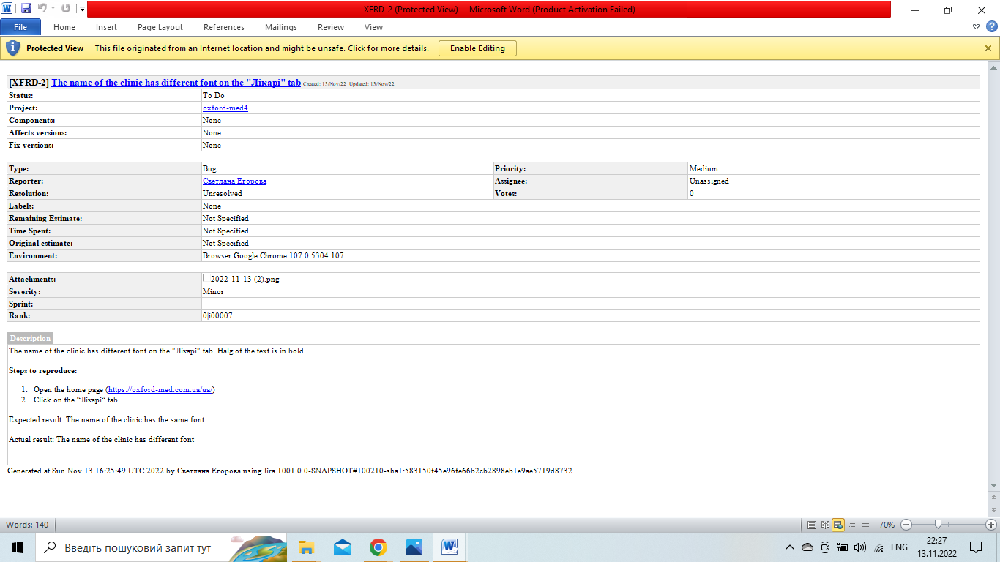 XFRD-2 (Protected View) - Microsoft Word (Product Activation Failed)
File Home Insert Page Layout References Mailings Review View
Protected View This file originated from an Internet location and might be unsafe. Click for more details. Enable Editing
[XFRD-2] The name of the clinic has different font on the "Лікарі" tab Created: 13/Nov/22 Updated: 13/Nov/22
Status: To Do
Project: oxford-med4
Components: None
Affects versions: None
Fix versions: None
Type: Bug Priority: Medium
Reporter: Светлана Егорова Assignee: Unassigned
Resolution: Unresolved Votes: 0
Labels: None
Remaining Estimate: Not Specified
Time Spent: Not Specified
Original estimate: Not Specified
Environment: Browser Google Chrome 107.0.5304.107
Attachments: 2022-11-13 (2).png
Severity: Minor
Sprint:
Rank: 0|i00007:
Description
The name of the clinic has different font on the "Лікарі" tab. Halg of the text is in bold
Steps to reproduce:
1. Open the home page (https://oxford-med.com.ua/ua/)
2. Click on the “Лікарі“ tab
Expected result: The name of the clinic has the same font
Actual result: The name of the clinic has different font
Generated at Sun Nov 13 16:25:49 UTC 2022 by Светлана Егорова using Jira 1001.0.0-SNAPSHOT#100210-sha1:583150f45e96fe66b2cb2898eb1e9ae5719d8732.
Words: 140 70%
Введіть пошуковий запит тут ENG 22:27
13.11.2022